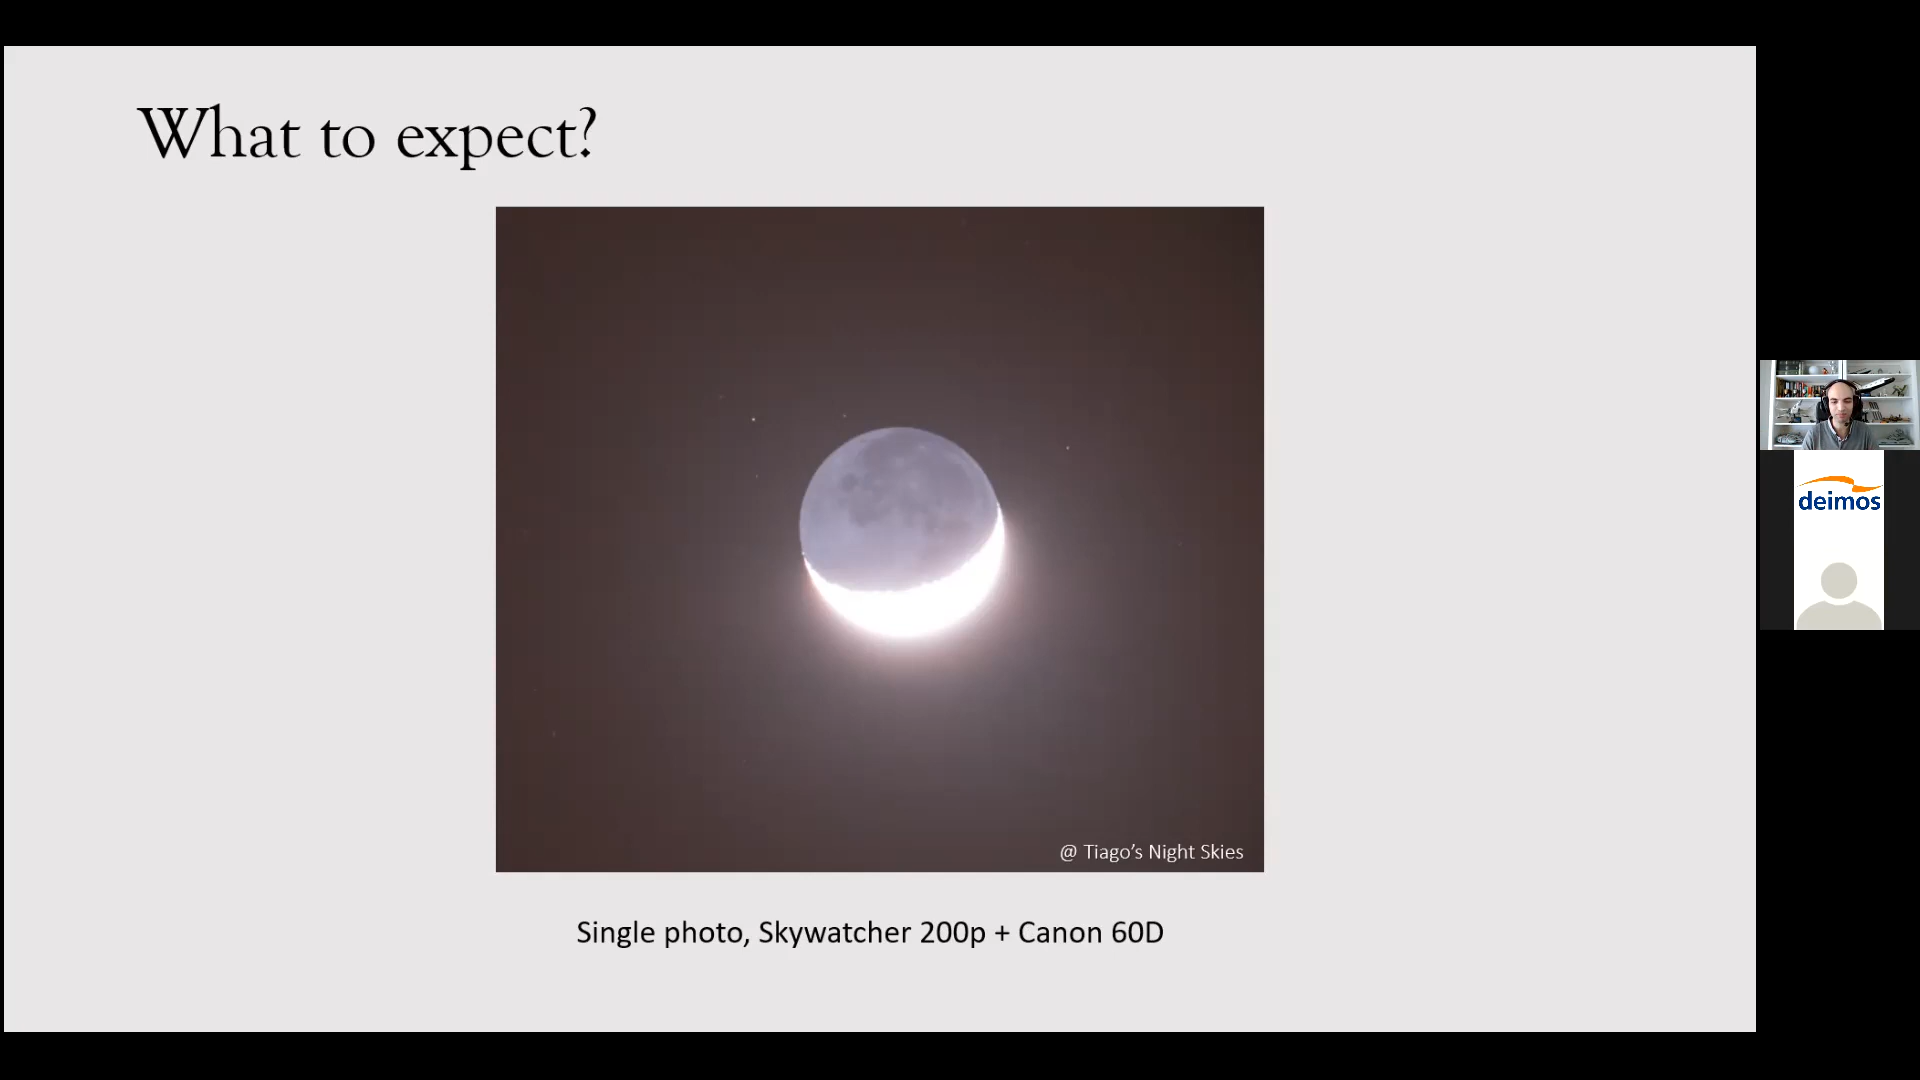 What to expect?
@ Tiago's Night Skies
Single photo, Skywatcher 200p + Canon 60D
deimos